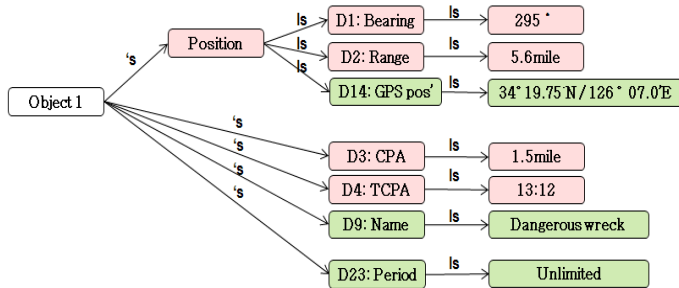 Is
D1: Bearing
Is
295 °
's
Position
Is
D2: Range
Is
5.6mile
Is
D14: GPS pos'
Is
34° 19.75'N / 126° 07.0'E
Object 1
's
D3: CPA
Is
1.5mile
's
D4: TCPA
Is
13:12
's
D9: Name
Is
Dangerous wreck
's
D23: Period
Is
Unlimited